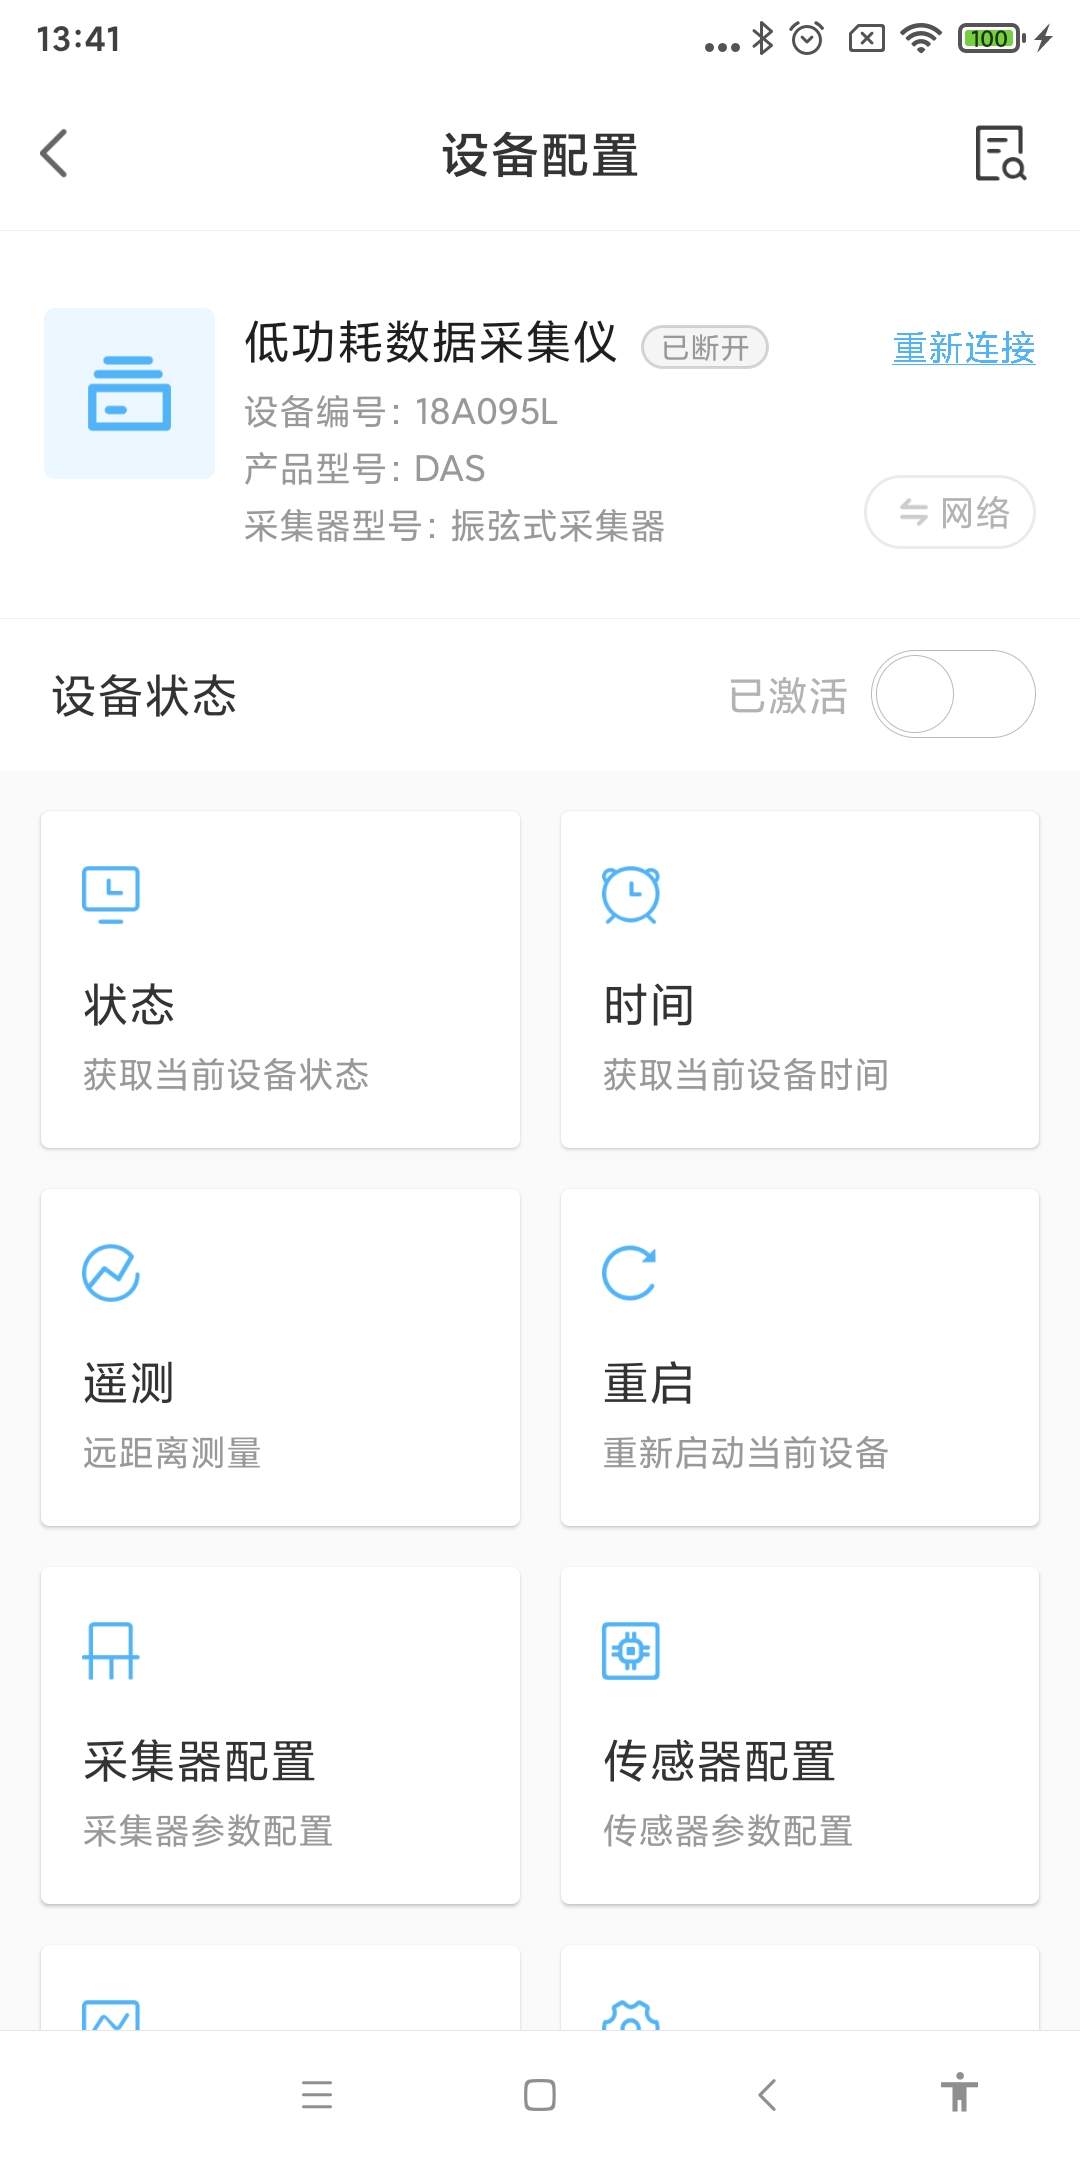 13:41
100
设备配置
低功耗数据采集仪 已断开 重新连接
设备编号: 18A095L
产品型号: DAS
采集器型号: 振弦式采集器
网络
设备状态 已激活
状态
获取当前设备状态
时间
获取当前设备时间
遥测
远距离测量
重启
重新启动当前设备
采集器配置
采集器参数配置
传感器配置
传感器参数配置